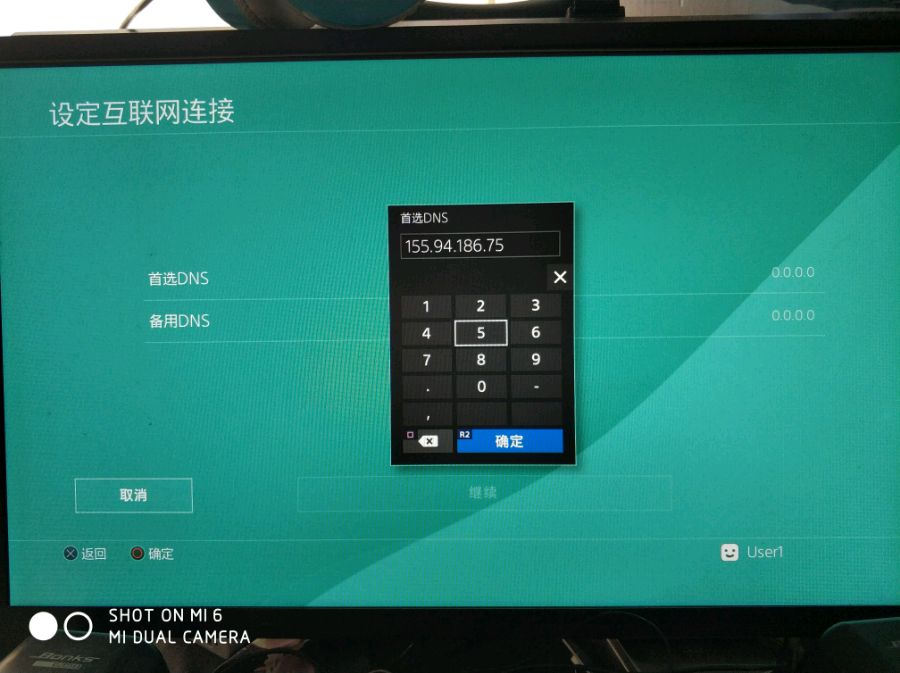 设定互联网连接
首选DNS
155.94.186.75
首选DNS 0.0.0.0
备用DNS 0.0.0.0
1 2 3
4 5 6
7 8 9
. 0 -
,
R2 确定
取消 继续
返回 确定 User1
SHOT ON MI 6
MI DUAL CAMERA
Bonks